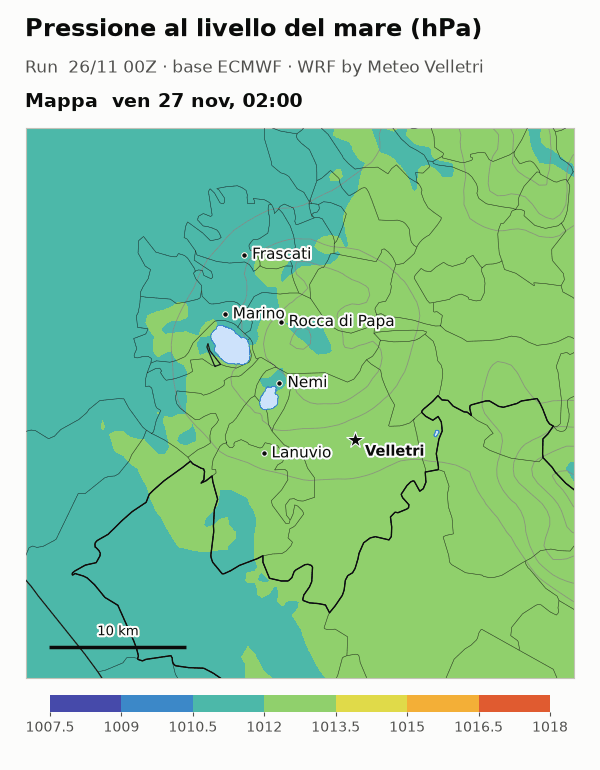 Pressione al livello del mare (hPa)
Run  26/11 00Z · base ECMWF · WRF by Meteo Velletri
Mappa  ven 27 nov, 02:00
Frascati
Marino
Rocca di Papa
Nemi
Velletri
Lanuvio
10 km
1007.5 1009 1010.5 1012 1013.5 1015 1016.5 1018